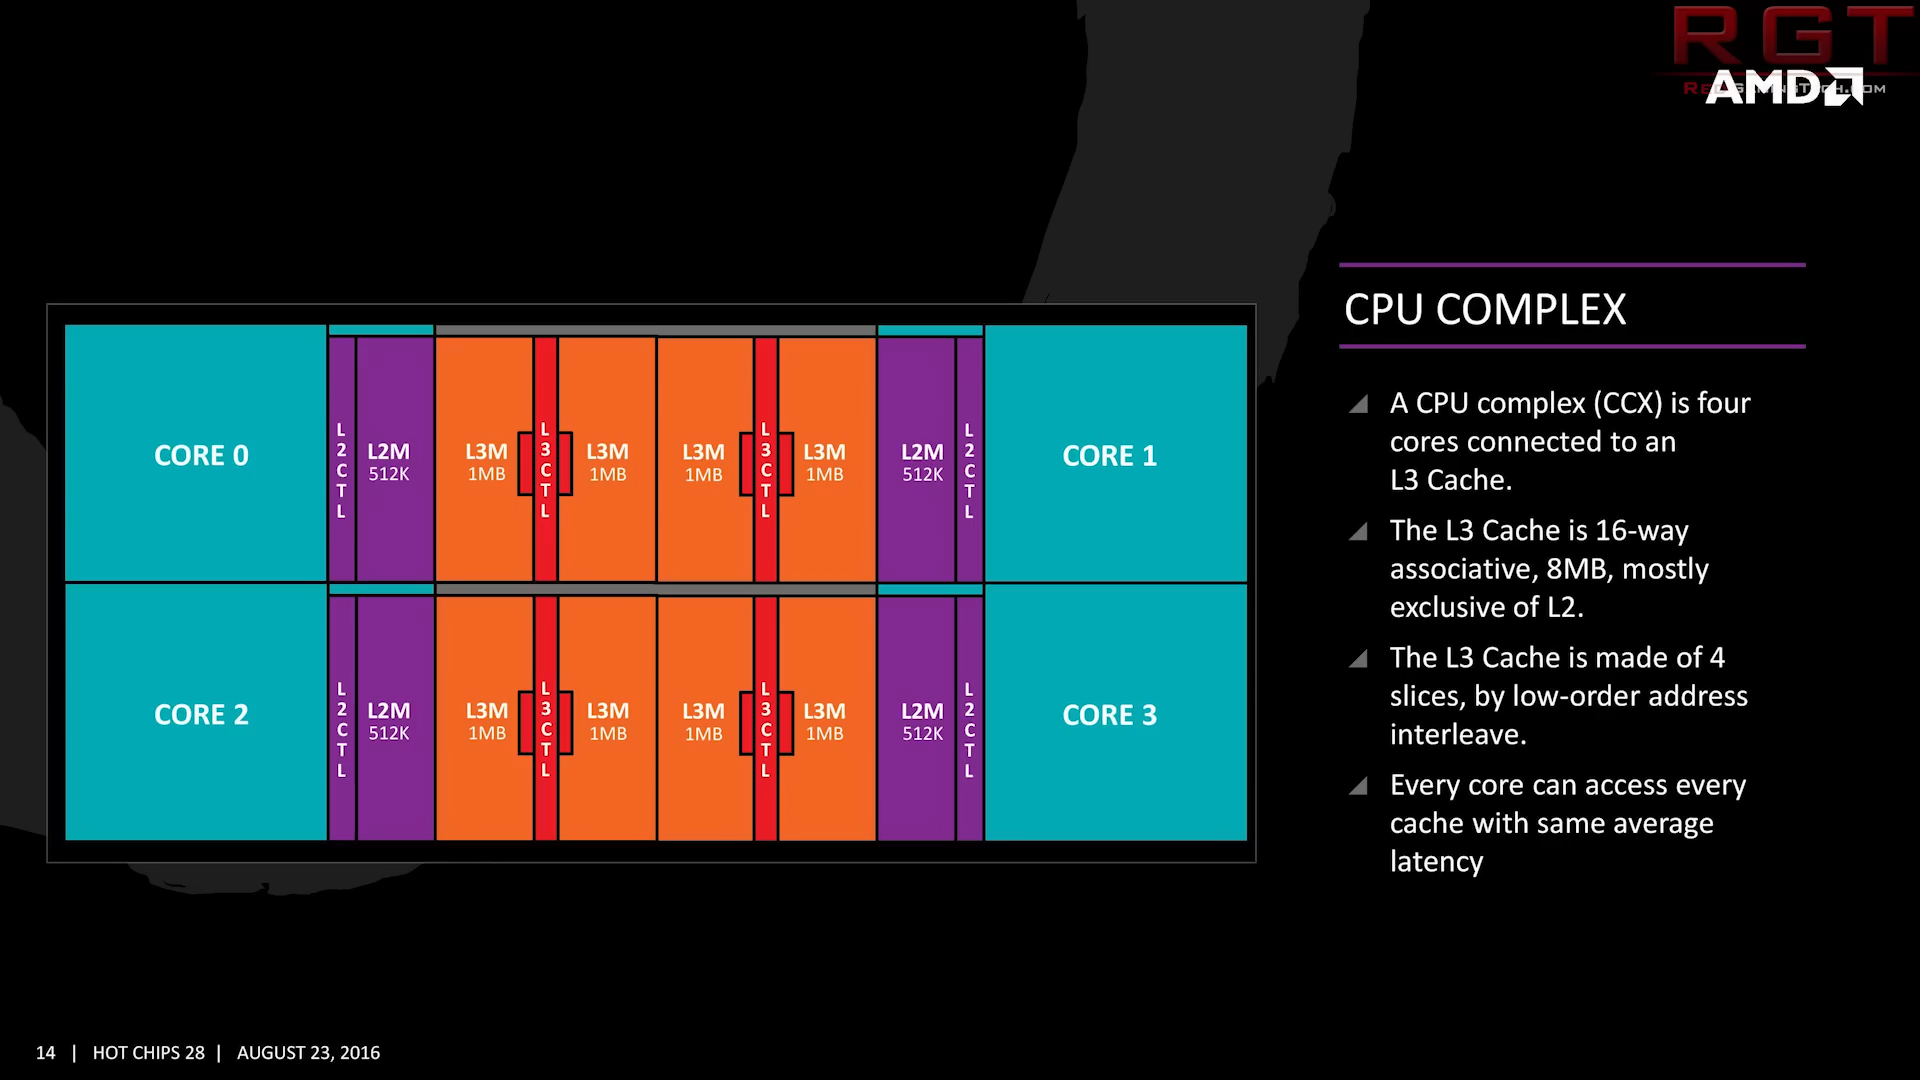 RGT
RedGamingTech.com
AMD
CPU COMPLEX
A CPU complex (CCX) is four
cores connected to an
L3 Cache.
The L3 Cache is 16-way
associative, 8MB, mostly
exclusive of L2.
The L3 Cache is made of 4
slices, by low-order address
interleave.
Every core can access every
cache with same average
latency
CORE 0
L2CTL
L2M
512K
L3M
1MB
L3CTL
L3M
1MB
L3M
1MB
L3CTL
L3M
1MB
L2M
512K
L2CTL
CORE 1
CORE 2
L2CTL
L2M
512K
L3M
1MB
L3CTL
L3M
1MB
L3M
1MB
L3CTL
L3M
1MB
L2M
512K
L2CTL
CORE 3
14 | HOT CHIPS 28 | AUGUST 23, 2016